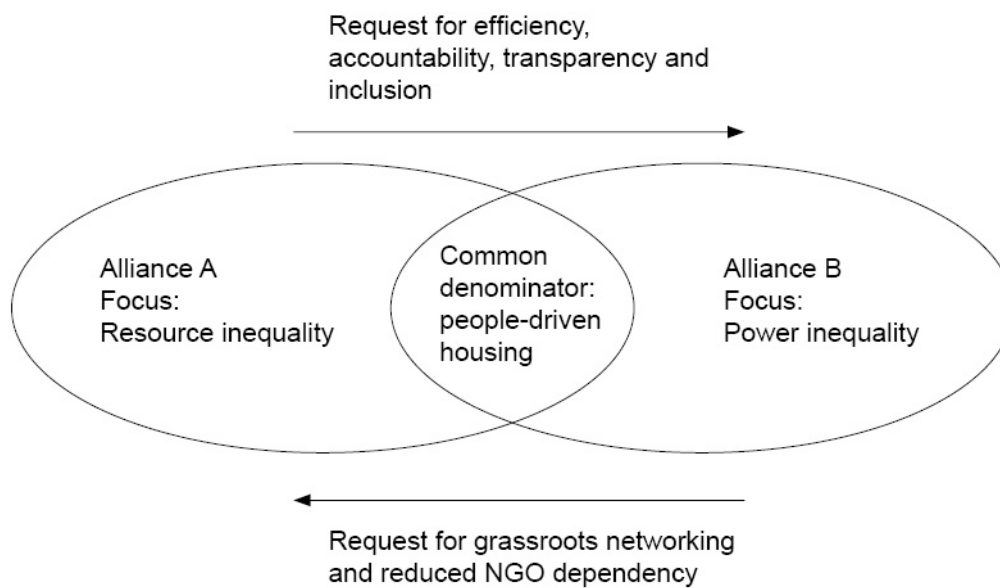 Request for efficiency,
accountability, transparency and
inclusion
Alliance A
Focus:
Resource inequality
Common
denominator:
people-driven
housing
Alliance B
Focus:
Power inequality
Request for grassroots networking
and reduced NGO dependency